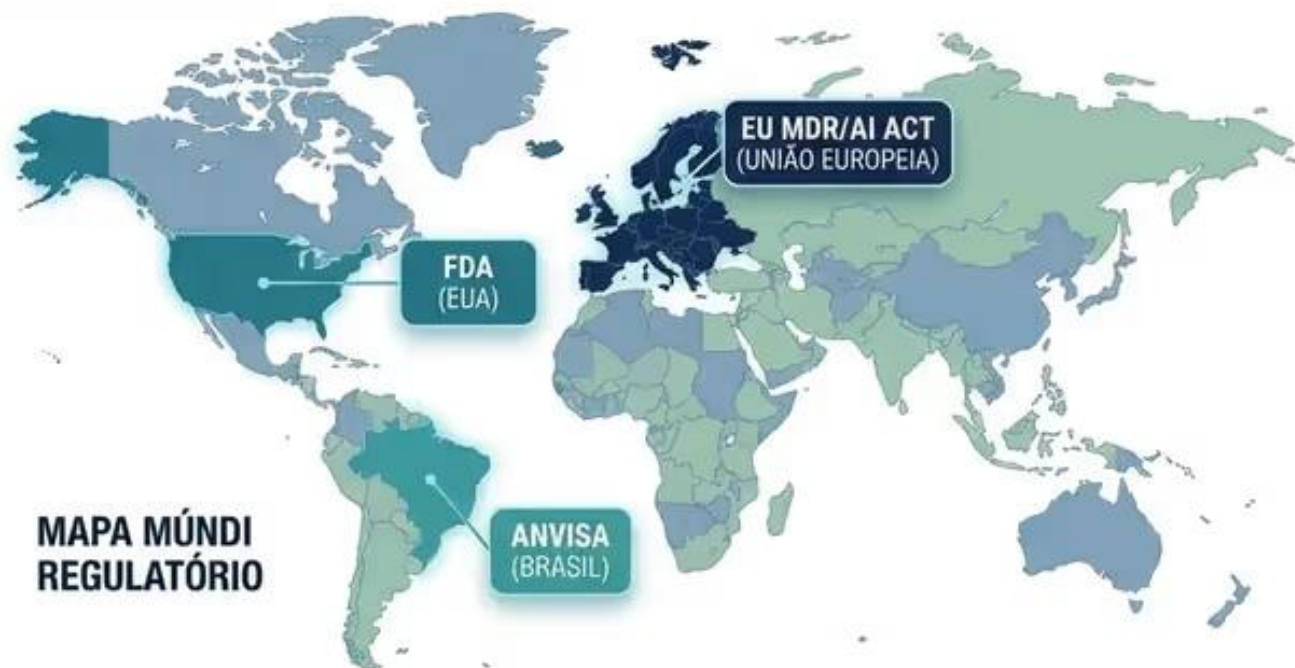 EU MDR/AI ACT
(UNIÃO EUROPEIA)
FDA
(EUA)
ANVISA
(BRASIL)
MAPA MÚNDI
REGULATÓRIO